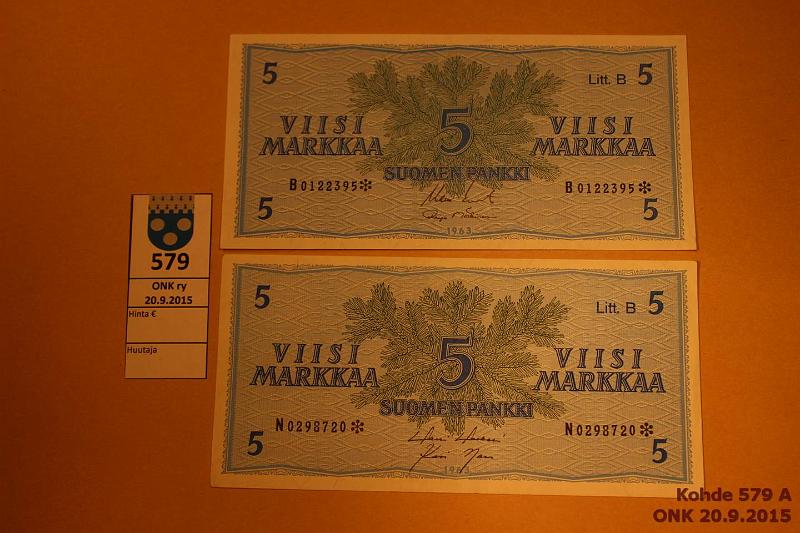 5 Litt. B 5
VIISI 5 VIISI
MARKKAA MARKKAA
SUOMEN PANKKI
B0122395✻ B0122395✻
5 5
1963
579
ONK ry
20.9.2015
Hinta €
Huutaja
5 Litt. B 5
VIISI 5 VIISI
MARKKAA MARKKAA
SUOMEN PANKKI
N0298720✻ N0298720✻
5 5
1963
Kohde 579 A
ONK 20.9.2015